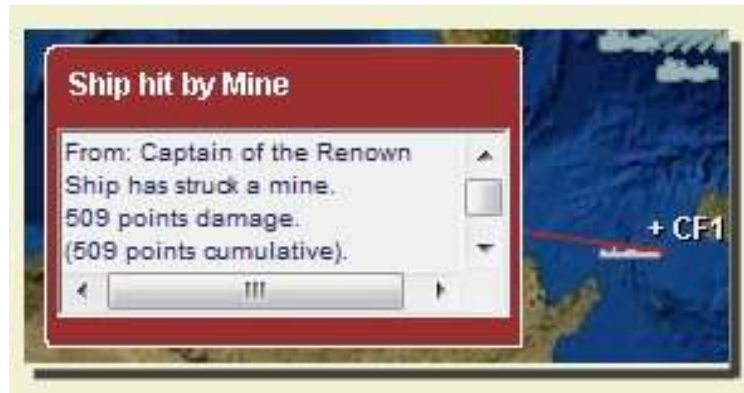 Ship hit by Mine
From: Captain of the Renown
Ship has struck a mine.
509 points damage.
(509 points cumulative).
+ CF1